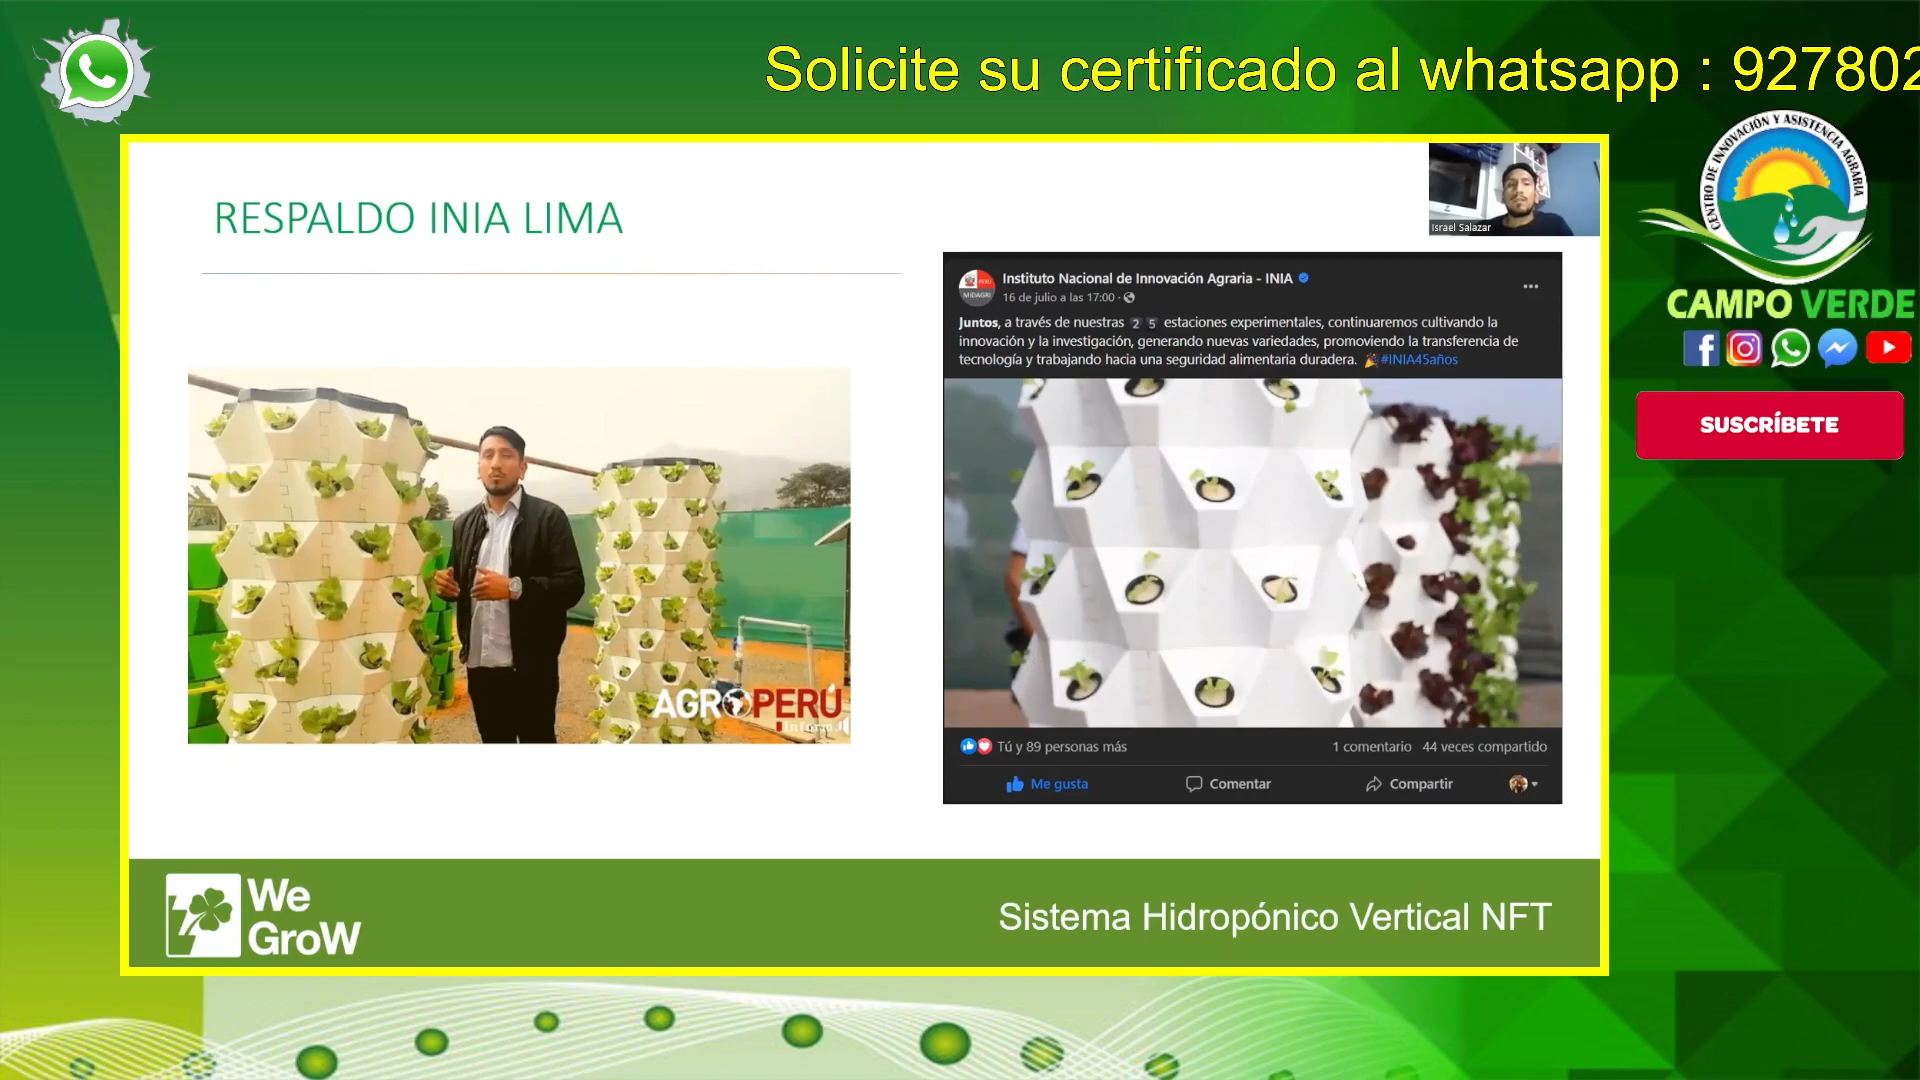 Solicite su certificado al whatsapp : 927802
CENTRO DE INNOVACIÓN Y ASISTENCIA AGRARIA
CAMPO VERDE
SUSCRÍBETE
RESPALDO INIA LIMA
Israel Salazar
AGROPERÚ
Inform
PERÚ
MIDAGRI
Instituto Nacional de Innovación Agraria - INIA
16 de julio a las 17:00 ·
Juntos, a través de nuestras 2 5 estaciones experimentales, continuaremos cultivando la
innovación y la investigación, generando nuevas variedades, promoviendo la transferencia de
tecnología y trabajando hacia una seguridad alimentaria duradera. 🎉#INIA45años
Tú y 89 personas más
1 comentario 44 veces compartido
Me gusta
Comentar
Compartir
We
GroW
Sistema Hidropónico Vertical NFT